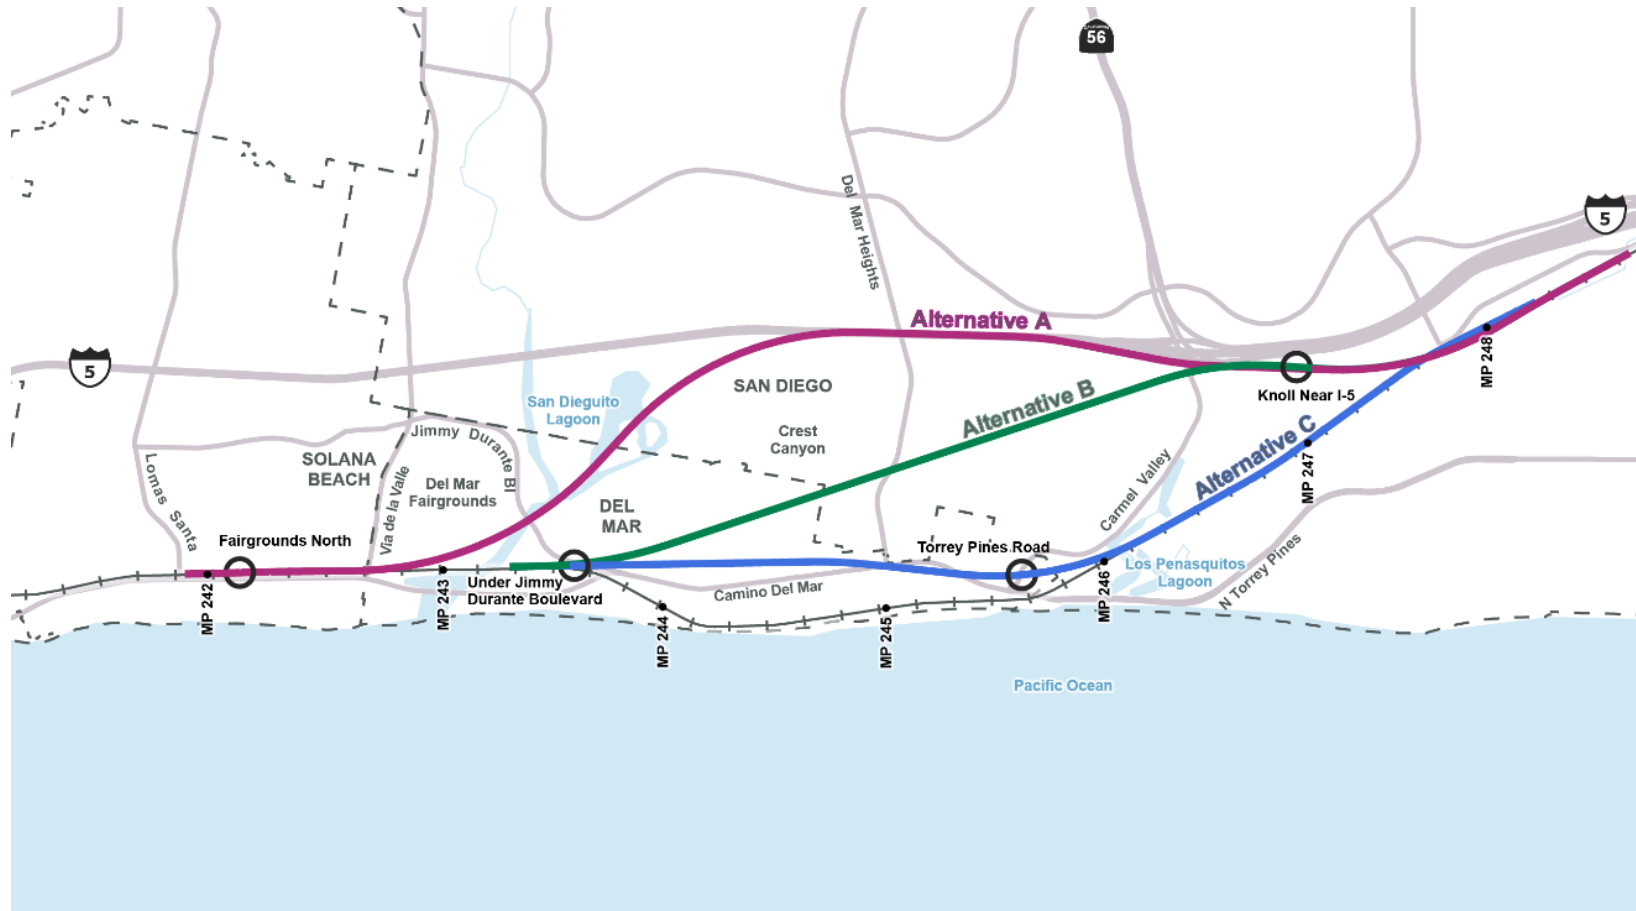 56
5
Del Mar Heights
Alternative A
5
MP 248
SAN DIEGO
Knoll Near I-5
Alternative B
San Dieguito
Lagoon
Crest
Canyon
Jimmy Durante Bl
Alternative C
SOLANA
BEACH
Lomas Santa
Via de la Valle
Del Mar
Fairgrounds
MP 247
Carmel Valley
DEL
MAR
Fairgrounds North
Torrey Pines Road
N Torrey Pines
Los Penasquitos
Lagoon
Under Jimmy
Durante Boulevard
Camino Del Mar
MP 242
MP 243
MP 244
MP 245
MP 246
Pacific Ocean